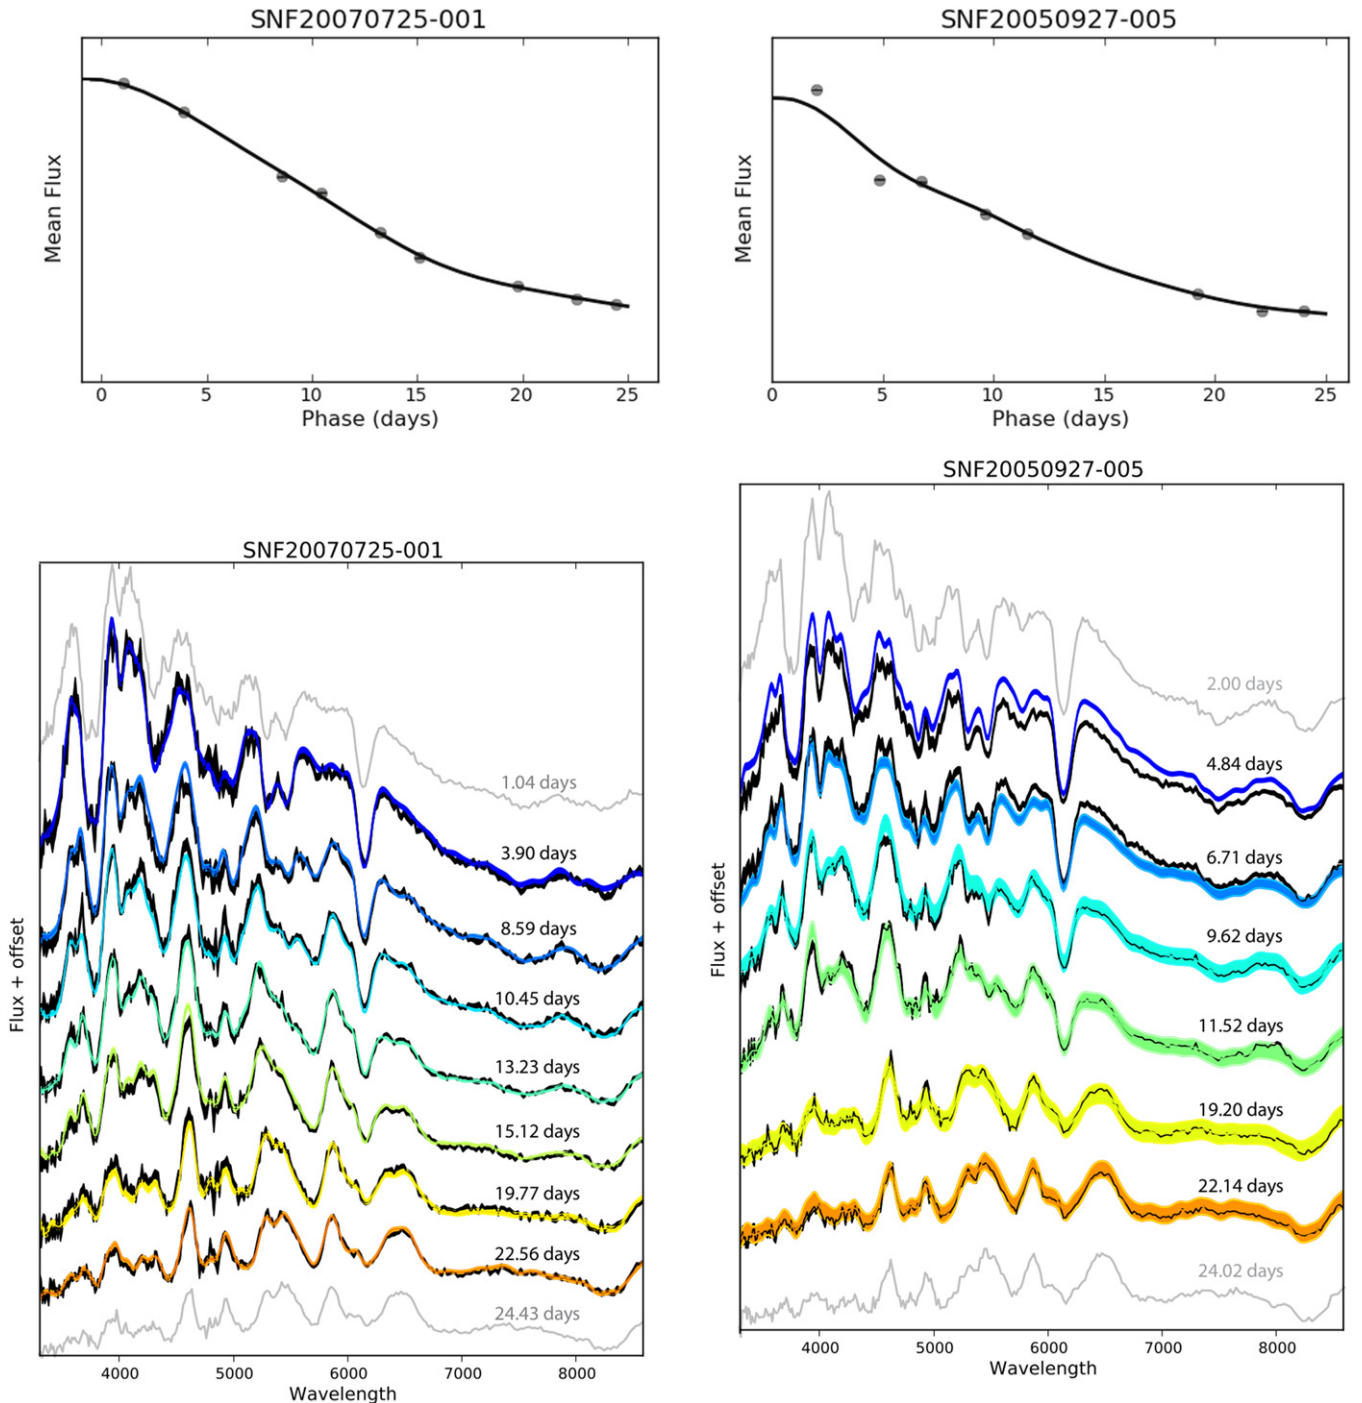 SNF20070725-001
Mean Flux
0 5 10 15 20 25
Phase (days)
SNF20050927-005
Mean Flux
0 5 10 15 20 25
Phase (days)
SNF20070725-001
Flux + offset
1.04 days
3.90 days
8.59 days
10.45 days
13.23 days
15.12 days
19.77 days
22.56 days
24.43 days
4000 5000 6000 7000 8000
Wavelength
SNF20050927-005
Flux + offset
2.00 days
4.84 days
6.71 days
9.62 days
11.52 days
19.20 days
22.14 days
24.02 days
4000 5000 6000 7000 8000
Wavelength